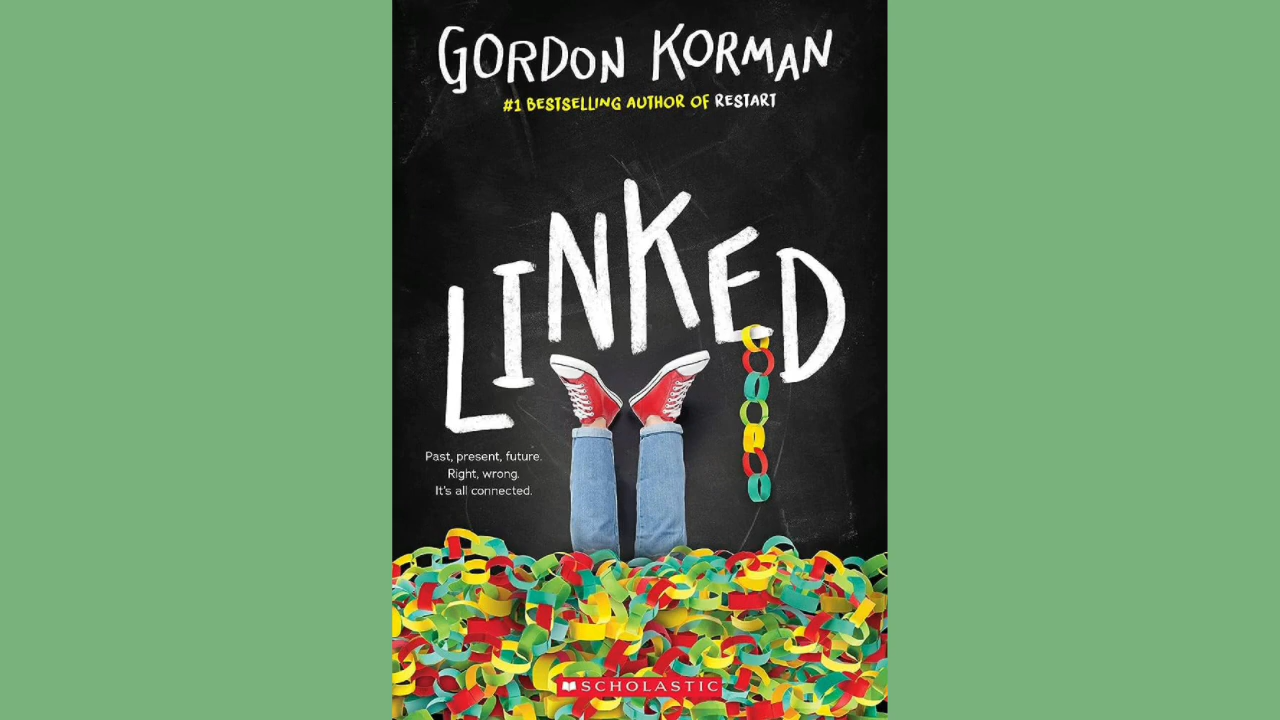 GORDON KORMAN
#1 BESTSELLING AUTHOR OF RESTART
LINKED
Past, present, future.
Right, wrong.
It's all connected.
SCHOLASTIC